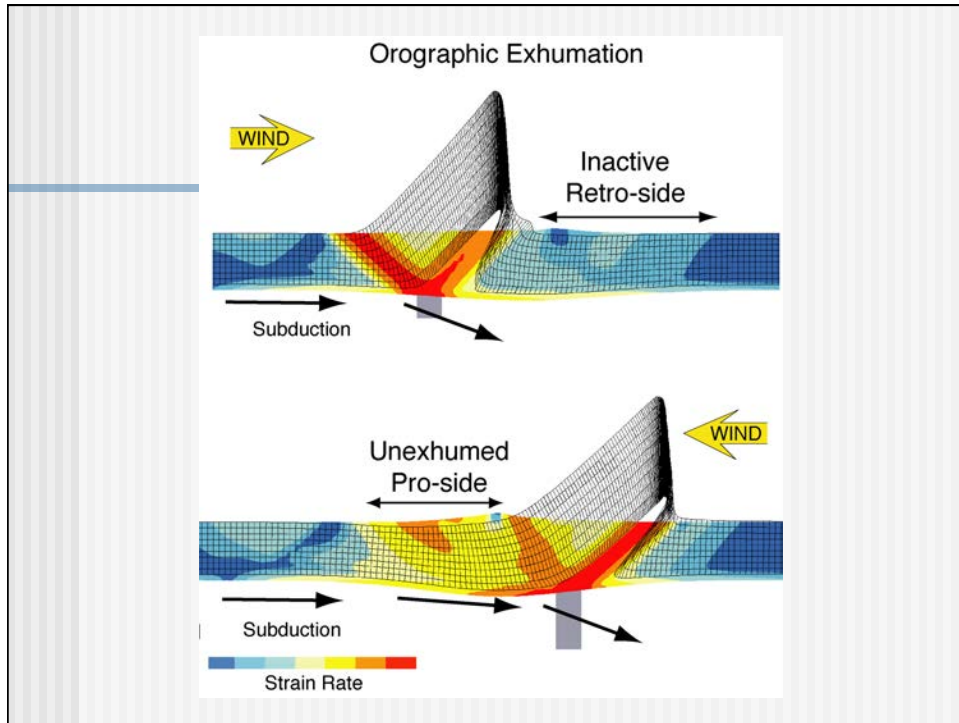 Orographic Exhumation
WIND
Inactive
Retro-side
Subduction
WIND
Unexhumed
Pro-side
Subduction
Strain Rate